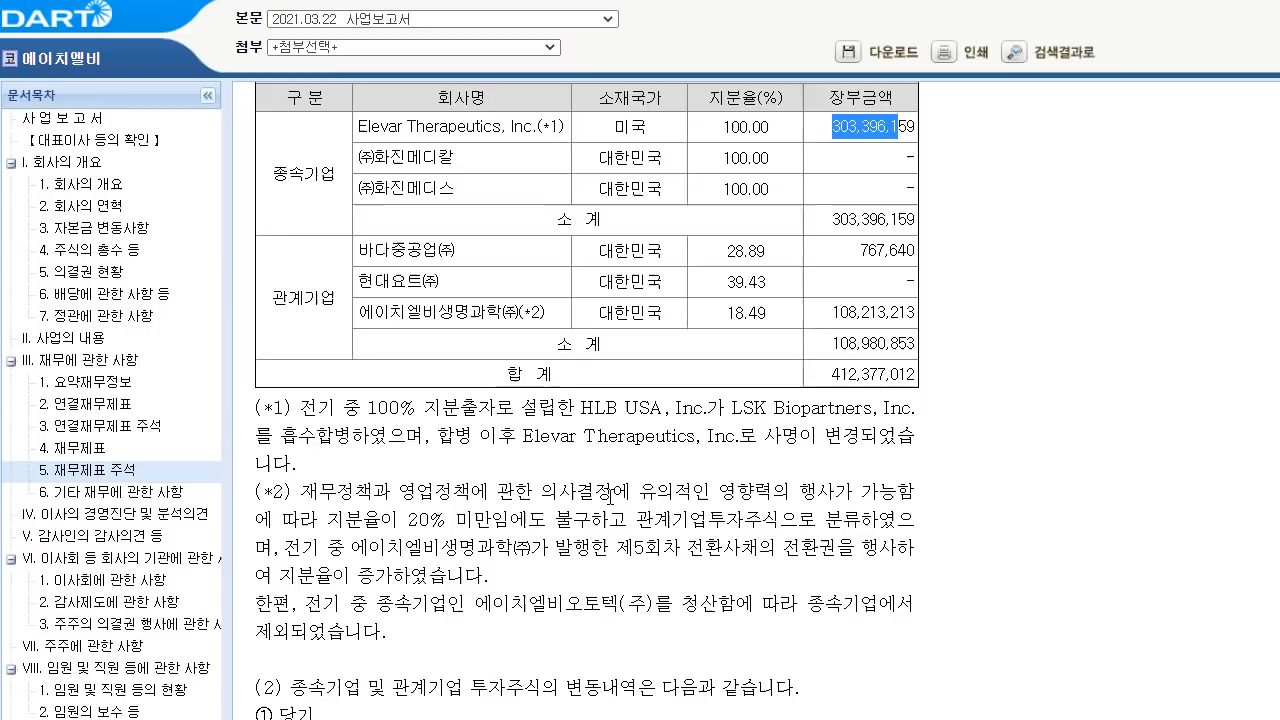 DART
본문 2021.03.22 사업보고서
첨부 +첨부선택+
다운로드 인쇄 검색결과로
코 에이치엘비
문서목차
사 업 보 고 서
【 대표이사 등의 확인 】
I. 회사의 개요
1. 회사의 개요
2. 회사의 연혁
3. 자본금 변동사항
4. 주식의 총수 등
5. 의결권 현황
6. 배당에 관한 사항 등
7. 정관에 관한 사항
II. 사업의 내용
III. 재무에 관한 사항
1. 요약재무정보
2. 연결재무제표
3. 연결재무제표 주석
4. 재무제표
5. 재무제표 주석
6. 기타 재무에 관한 사항
IV. 이사의 경영진단 및 분석의견
V. 감사인의 감사의견 등
VI. 이사회 등 회사의 기관에 관한
1. 이사회에 관한 사항
2. 감사제도에 관한 사항
3. 주주의 의결권 행사에 관한
VII. 주주에 관한 사항
VIII. 임원 및 직원 등에 관한 사항
1. 임원 및 직원 등의 현황
2. 임원의 보수 등
구 분 회사명 소재국가 지분율(%) 장부금액
종속기업 Elevar Therapeutics, Inc.(*1) 미국 100.00 303,396,159
㈜화진메디칼 대한민국 100.00 -
㈜화진메디스 대한민국 100.00 -
소 계 303,396,159
관계기업 바다중공업㈜ 대한민국 28.89 767,640
현대요트㈜ 대한민국 39.43 -
에이치엘비생명과학㈜(*2) 대한민국 18.49 108,213,213
소 계 108,980,853
합 계 412,377,012
(*1) 전기 중 100% 지분출자로 설립한 HLB USA, Inc.가 LSK Biopartners, Inc.
를 흡수합병하였으며, 합병 이후 Elevar Therapeutics, Inc.로 사명이 변경되었습
니다.
(*2) 재무정책과 영업정책에 관한 의사결정에 유의적인 영향력의 행사가 가능함
에 따라 지분율이 20% 미만임에도 불구하고 관계기업투자주식으로 분류하였으
며, 전기 중 에이치엘비생명과학㈜가 발행한 제5회차 전환사채의 전환권을 행사하
여 지분율이 증가하였습니다.
한편, 전기 중 종속기업인 에이치엘비오토텍(주)를 청산함에 따라 종속기업에서
제외되었습니다.
(2) 종속기업 및 관계기업 투자주식의 변동내역은 다음과 같습니다.
① 당기